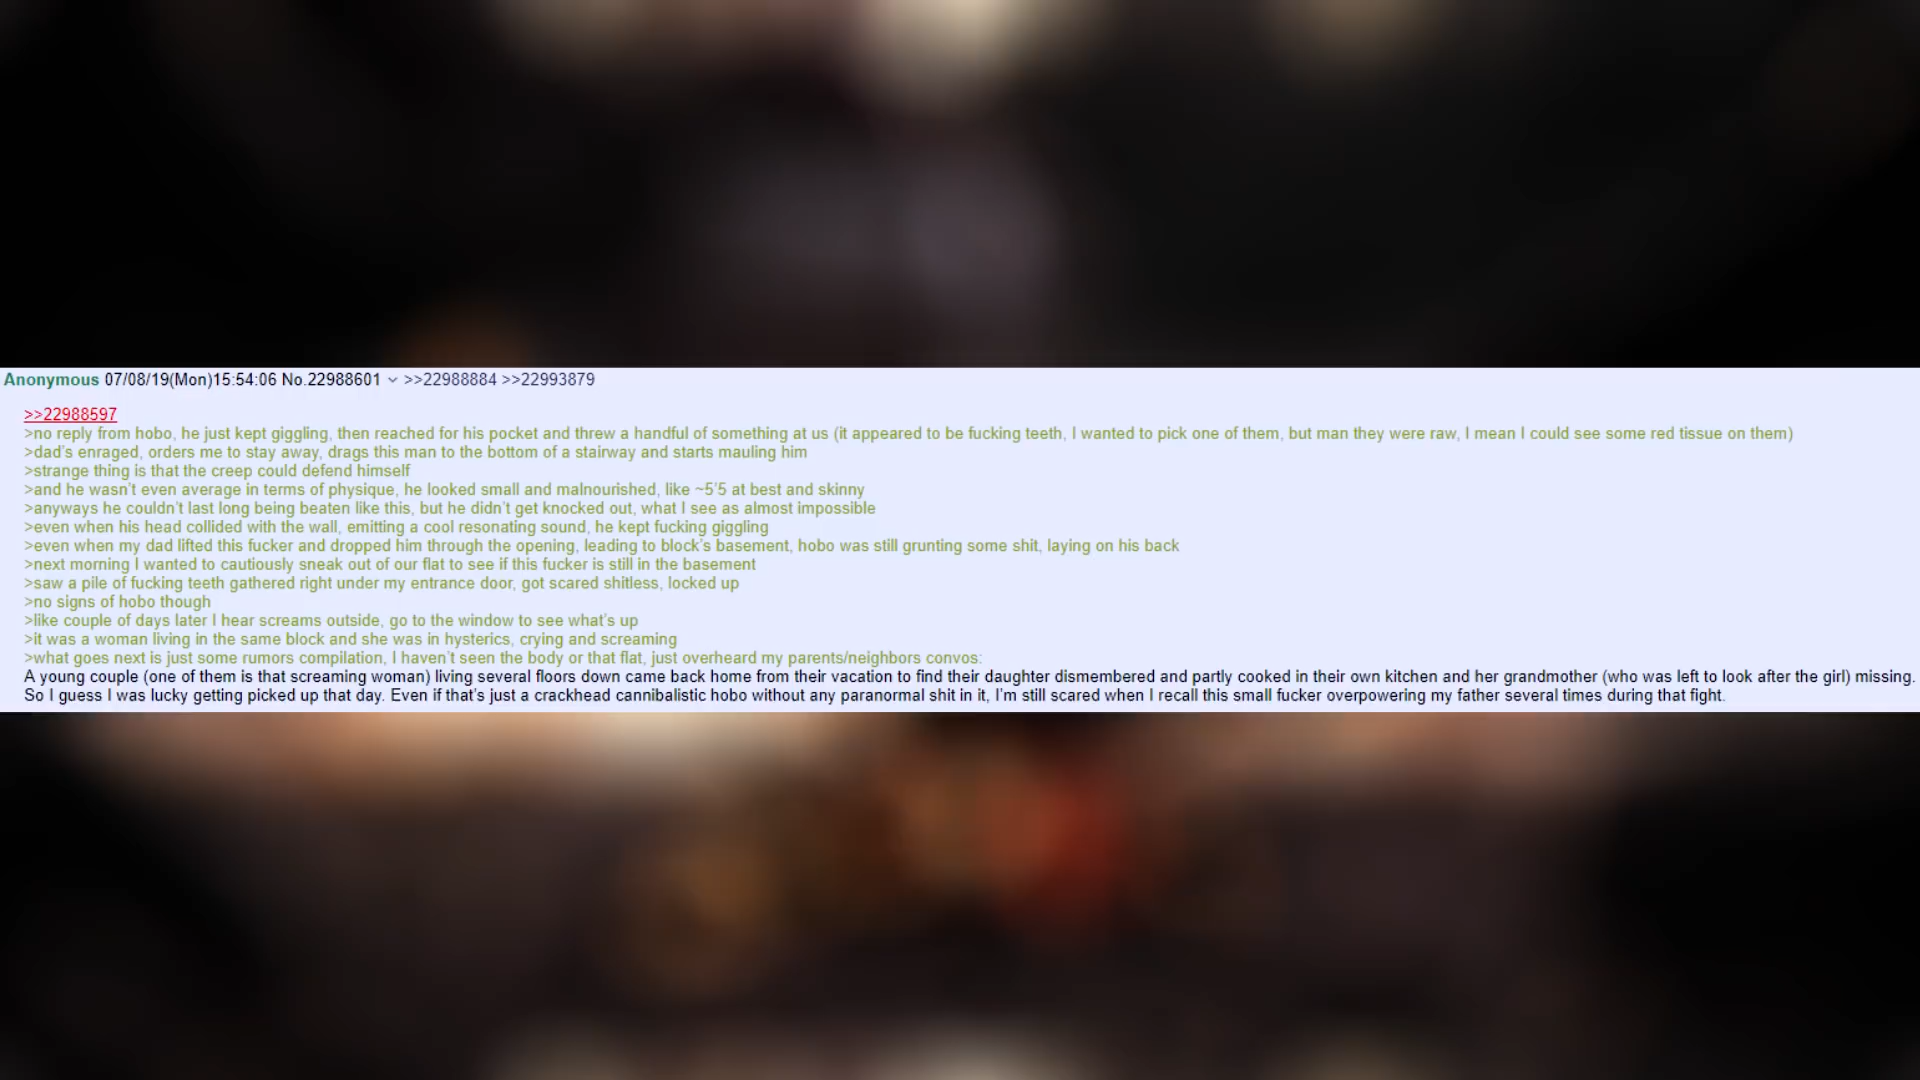 Anonymous 07/08/19(Mon)15:54:06 No.22988601 >>22988884 >>22993879
>>22988597
>no reply from hobo, he just kept giggling, then reached for his pocket and threw a handful of something at us (it appeared to be fucking teeth, I wanted to pick one of them, but man they were raw, I mean I could see some red tissue on them)
>dad's enraged, orders me to stay away, drags this man to the bottom of a stairway and starts mauling him
>strange thing is that the creep could defend himself
>and he wasn't even average in terms of physique, he looked small and malnourished, like ~5'5 at best and skinny
>anyways he couldn't last long being beaten like this, but he didn't get knocked out, what I see as almost impossible
>even when his head collided with the wall, emitting a cool resonating sound, he kept fucking giggling
>even when my dad lifted this fucker and dropped him through the opening, leading to block's basement, hobo was still grunting some shit, laying on his back
>next morning I wanted to cautiously sneak out of our flat to see if this fucker is still in the basement
>saw a pile of fucking teeth gathered right under my entrance door, got scared shitless, locked up
>no signs of hobo though
>like couple of days later I hear screams outside, go to the window to see what's up
>it was a woman living in the same block and she was in hysterics, crying and screaming
>what goes next is just some rumors compilation, I haven't seen the body or that flat, just overheard my parents/neighbors convos:
A young couple (one of them is that screaming woman) living several floors down came back home from their vacation to find their daughter dismembered and partly cooked in their own kitchen and her grandmother (who was left to look after the girl) missing.
So I guess I was lucky getting picked up that day. Even if that's just a crackhead cannibalistic hobo without any paranormal shit in it, I'm still scared when I recall this small fucker overpowering my father several times during that fight.